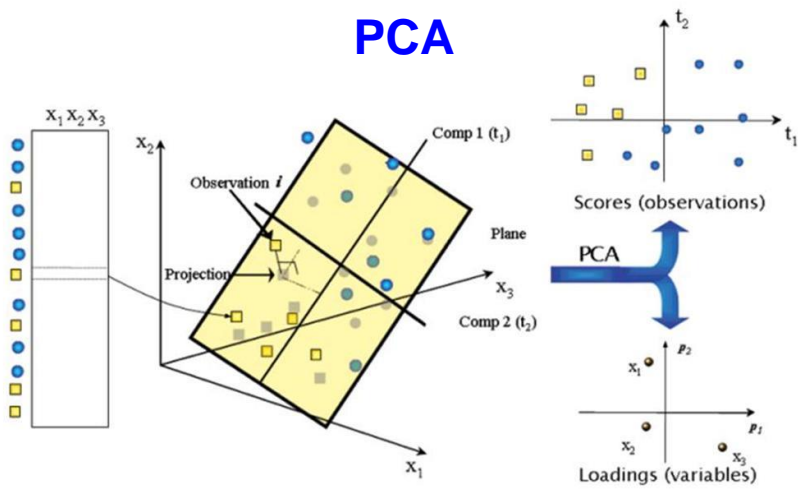 PCA
X₁ X₂ X₃
X₂
Observation i
Projection
Comp 1 (t₁)
Plane
X₃
Comp 2 (t₂)
X₁
t₂
t₁
Scores (observations)
PCA
p₂
x₁
p₁
x₂
x₃
Loadings (variables)